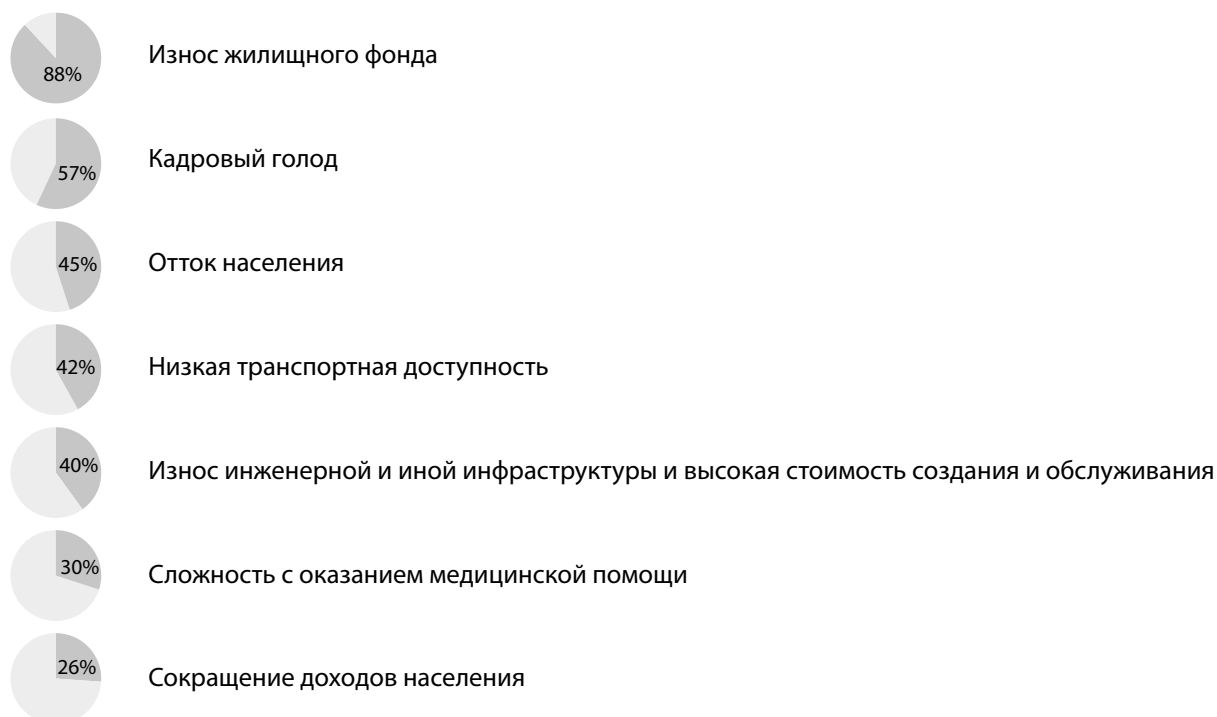 88% Износ жилищного фонда
57% Кадровый голод
45% Отток населения
42% Низкая транспортная доступность
40% Износ инженерной и иной инфраструктуры и высокая стоимость создания и обслуживания
30% Сложность с оказанием медицинской помощи
26% Сокращение доходов населения